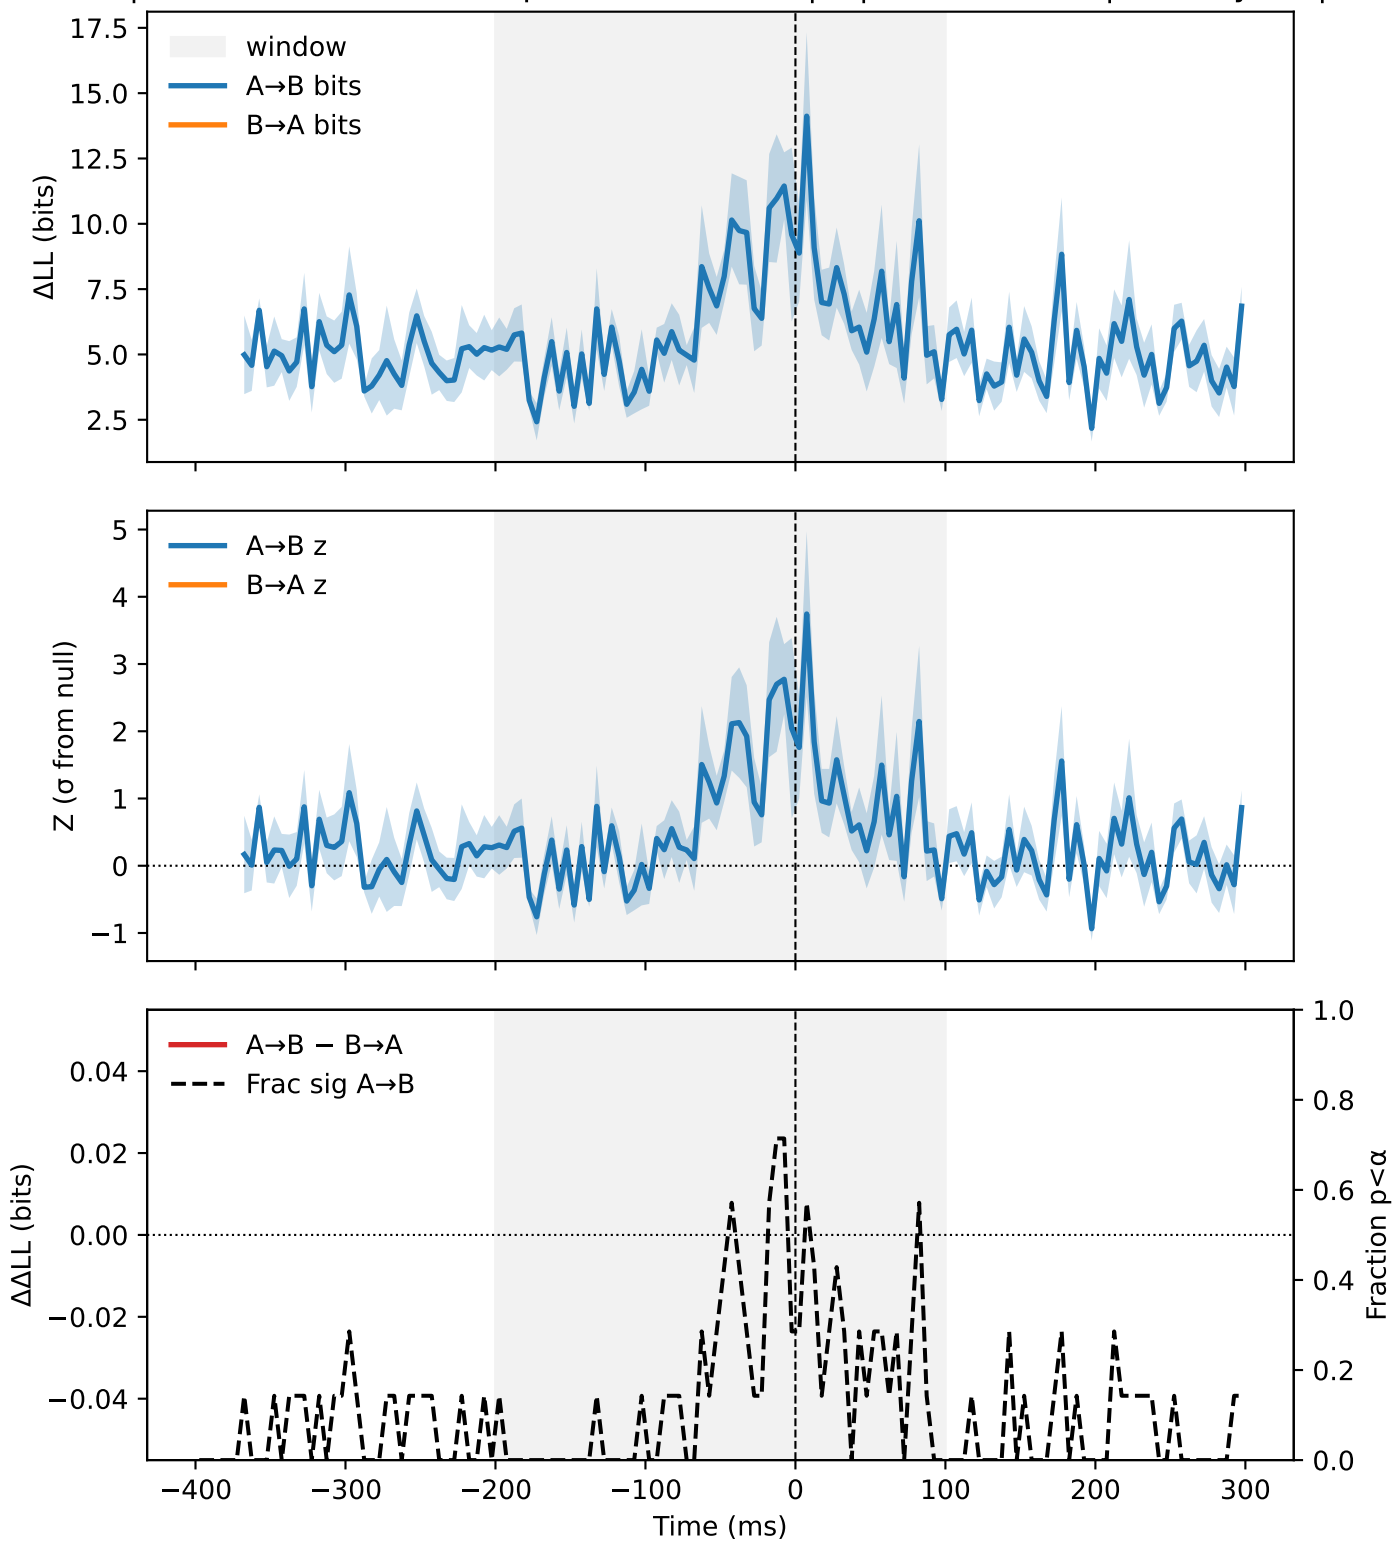 17.5
15.0
12.5
10.0
7.5
5.0
2.5
ΔLL (bits)
window
A→B bits
B→A bits
5
4
3
2
1
0
−1
Z (σ from null)
A→B z
B→A z
0.04
0.02
0.00
−0.02
−0.04
ΔΔLL (bits)
A→B − B→A
Frac sig A→B
1.0
0.8
0.6
0.4
0.2
0.0
Fraction p<α
−400 −300 −200 −100 0 100 200 300
Time (ms)